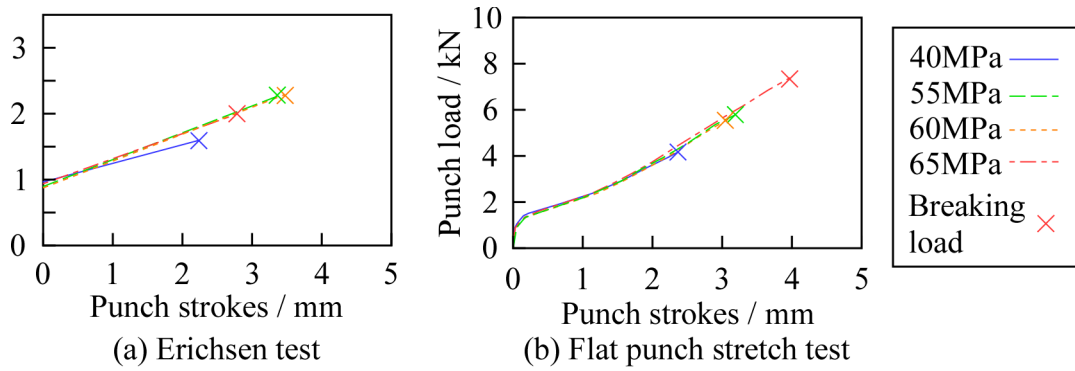 3
2
1
0
0 1 2 3 4 5
Punch strokes / mm
(a) Erichsen test
Punch load / kN
10
8
6
4
2
0
0 1 2 3 4 5
Punch strokes / mm
(b) Flat punch stretch test
40MPa
55MPa
60MPa
65MPa
Breaking
load